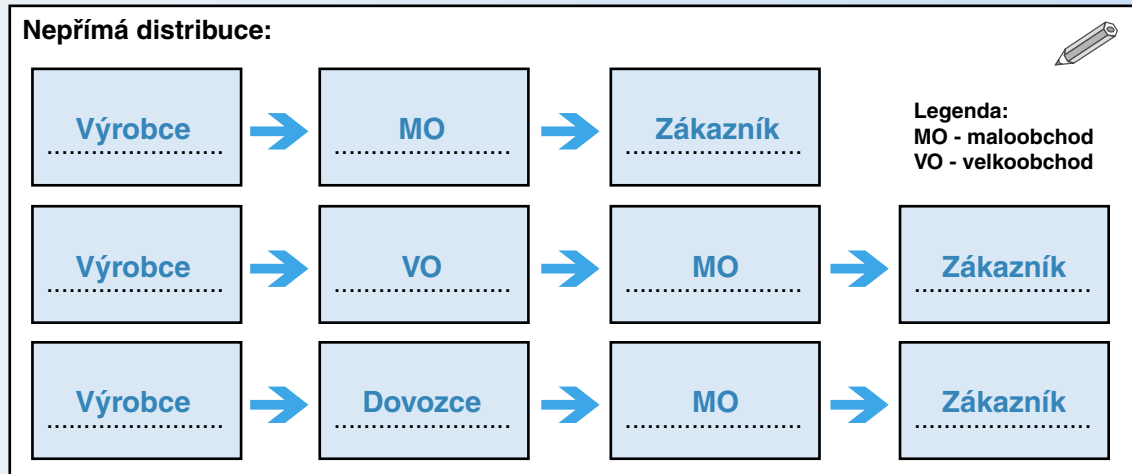 Nepřímá distribuce:
Výrobce
MO
Zákazník
Legenda:
MO - maloobchod
VO - velkoobchod
Výrobce
VO
MO
Zákazník
Výrobce
Dovozce
MO
Zákazník